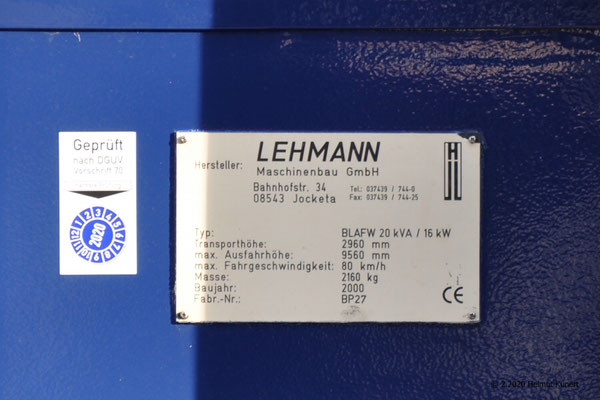 Geprüft
nach DGUV
Vorschrift 70
2020
Hersteller:
LEHMANN
Maschinenbau GmbH
Bahnhofstr. 34
08543 Jocketa
Tel.: 037439 / 744-0
Fax: 037439 / 744-25
Typ: BLAFW 20 kVA / 16 kW
Transporthöhe: 2960 mm
max. Ausfahrhöhe: 9560 mm
max. Fahrgeschwindigkeit: 80 km/h
Masse: 2160 kg
Baujahr: 2000
Fabr.-Nr.: BP27
CE